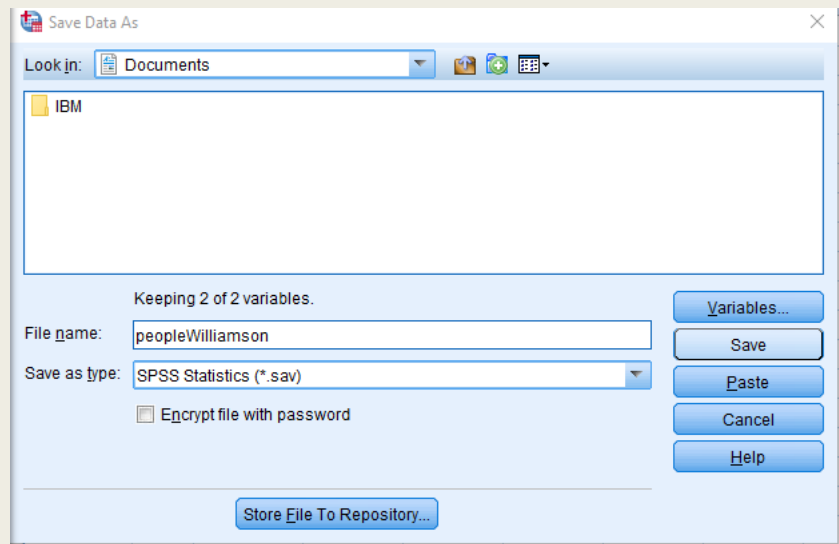 Save Data As
Look in: Documents
IBM
Keeping 2 of 2 variables.
File name: peopleWilliamson
Save as type: SPSS Statistics (*.sav)
Encrypt file with password
Variables...
Save
Paste
Cancel
Help
Store File To Repository...